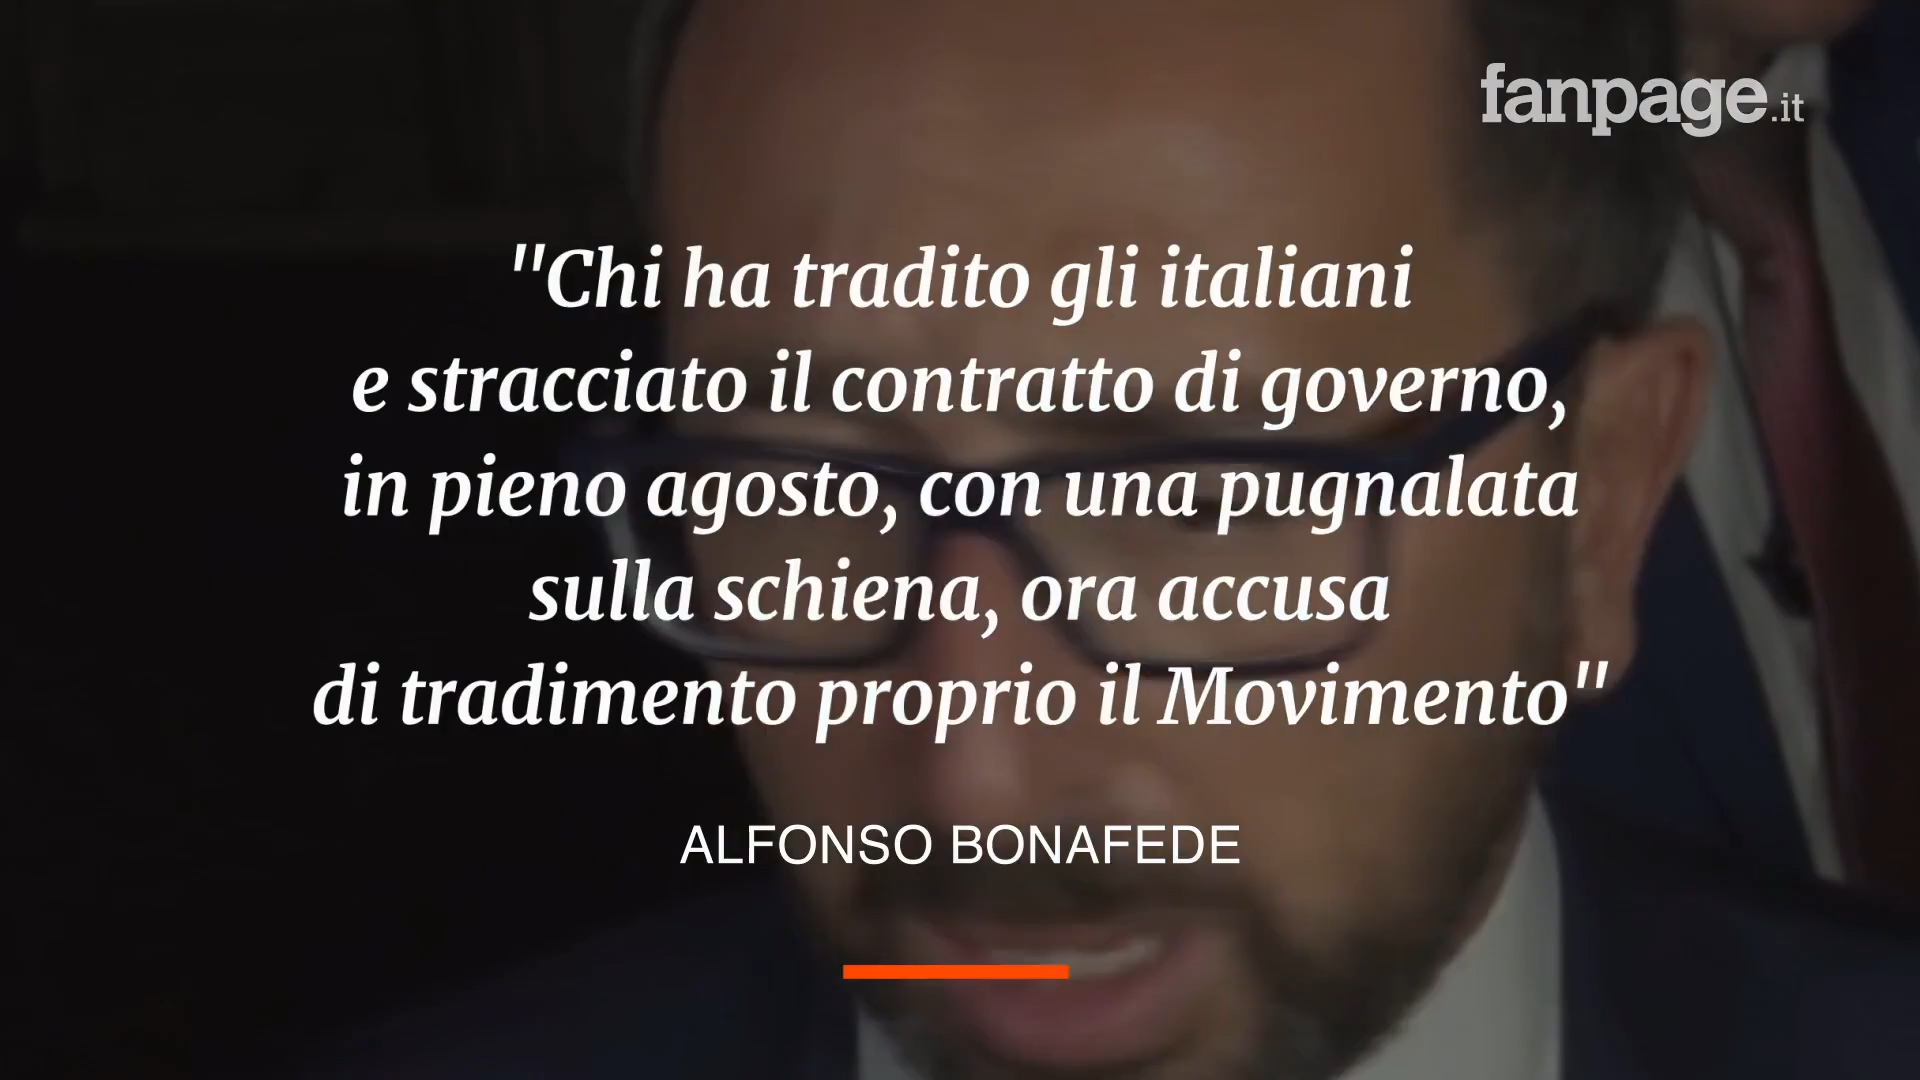 fanpage.it
"Chi ha tradito gli italiani
e stracciato il contratto di governo,
in pieno agosto, con una pugnalata
sulla schiena, ora accusa
di tradimento proprio il Movimento"
ALFONSO BONAFEDE